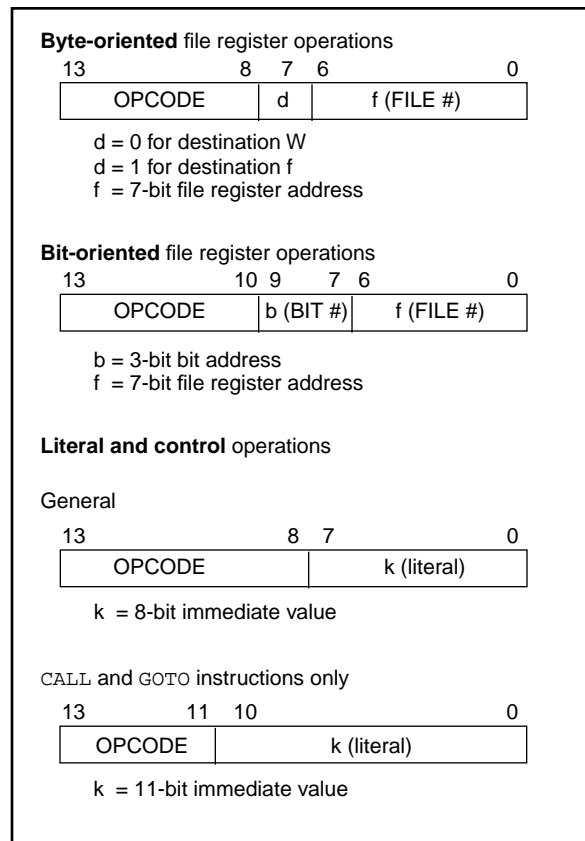 Byte-oriented file register operations
13 8 7 6 0
OPCODE d f (FILE #)
d = 0 for destination W
d = 1 for destination f
f = 7-bit file register address
Bit-oriented file register operations
13 10 9 7 6 0
OPCODE b (BIT #) f (FILE #)
b = 3-bit bit address
f = 7-bit file register address
Literal and control operations
General
13 8 7 0
OPCODE k (literal)
k = 8-bit immediate value
CALL and GOTO instructions only
13 11 10 0
OPCODE k (literal)
k = 11-bit immediate value